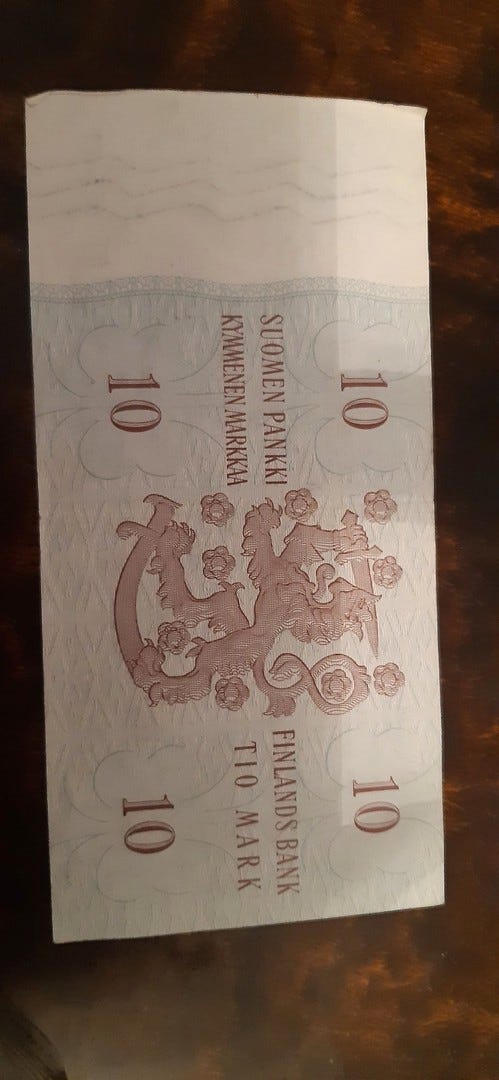 10
10
SUOMEN PANKKI
KYMMENEN MARKKAA
FINLANDS BANK
TIO MARK
10
10